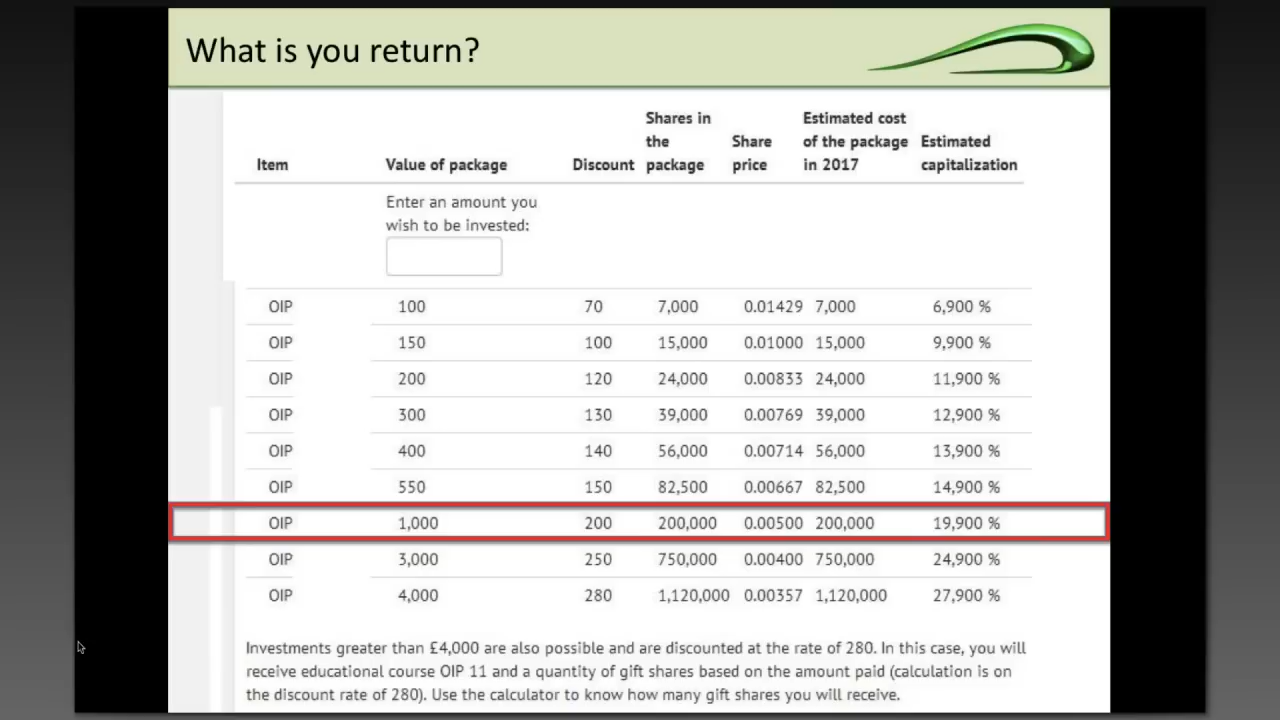 What is you return?
Shares in Estimated cost
the Share of the package Estimated
Item Value of package Discount package price in 2017 capitalization
Enter an amount you
wish to be invested:
OIP 100 70 7,000 0.01429 7,000 6,900 %
OIP 150 100 15,000 0.01000 15,000 9,900 %
OIP 200 120 24,000 0.00833 24,000 11,900 %
OIP 300 130 39,000 0.00769 39,000 12,900 %
OIP 400 140 56,000 0.00714 56,000 13,900 %
OIP 550 150 82,500 0.00667 82,500 14,900 %
OIP 1,000 200 200,000 0.00500 200,000 19,900 %
OIP 3,000 250 750,000 0.00400 750,000 24,900 %
OIP 4,000 280 1,120,000 0.00357 1,120,000 27,900 %
Investments greater than £4,000 are also possible and are discounted at the rate of 280. In this case, you will
receive educational course OIP 11 and a quantity of gift shares based on the amount paid (calculation is on
the discount rate of 280). Use the calculator to know how many gift shares you will receive.